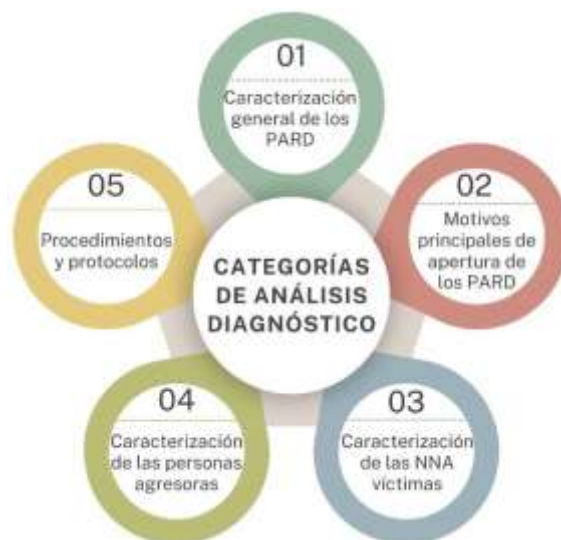 01
Caracterización
general de los
PARD
02
Motivos
principales de
apertura de
los PARD
03
Caracterización
de las NNA
víctimas
04
Caracterización
de las personas
agresoras
05
Procedimientos
y protocolos
CATEGORÍAS
DE ANÁLISIS
DIAGNÓSTICO